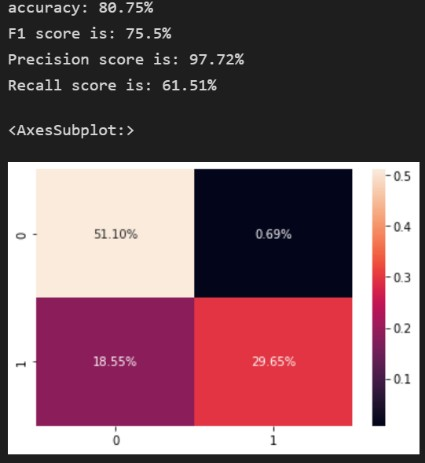 accuracy: 80.75%
F1 score is: 75.5%
Precision score is: 97.72%
Recall score is: 61.51%
<AxesSubplot:>
0.5
0 51.10% 0.69%
0.4
0.3
1 18.55% 29.65%
0.2
0.1
0 1